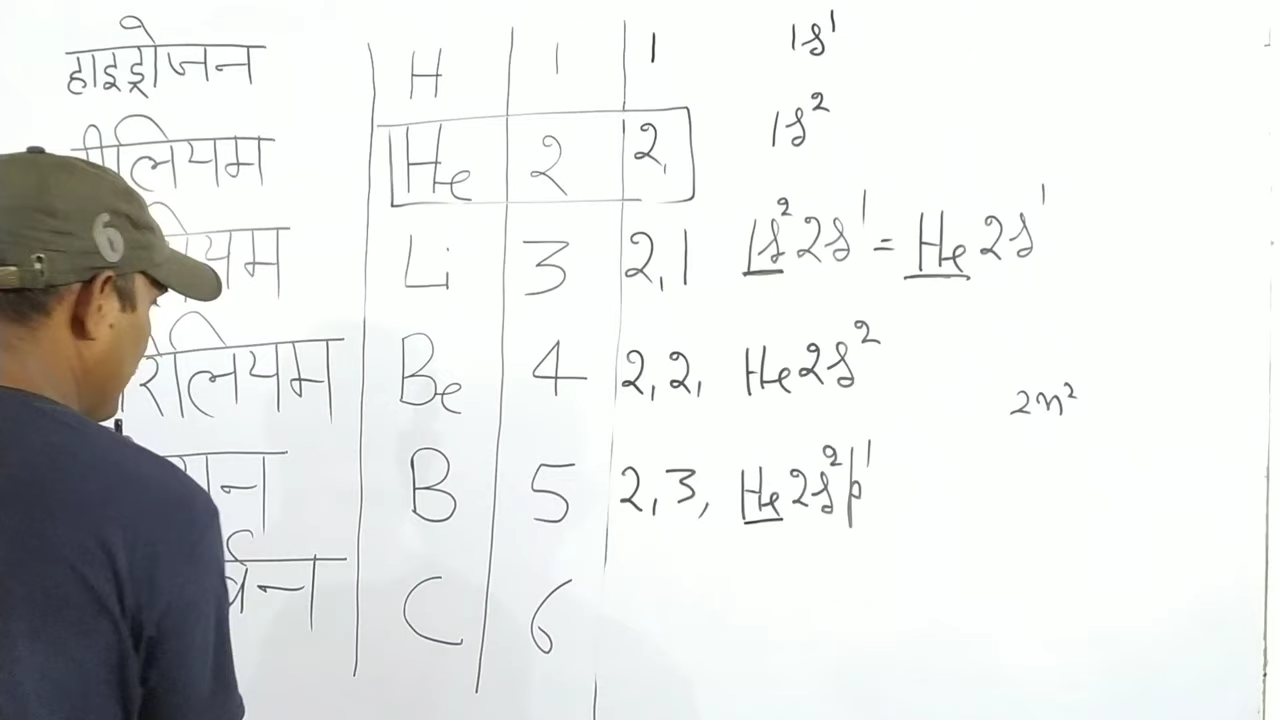 हाइड्रोजन H 1 1 1s¹
He 2 2, 1s²
Li 3 2,1 1s² 2s¹ = He 2s¹
Be 4 2,2, He 2s²
2n²
B 5 2,3, He 2s² p¹
C 6
6